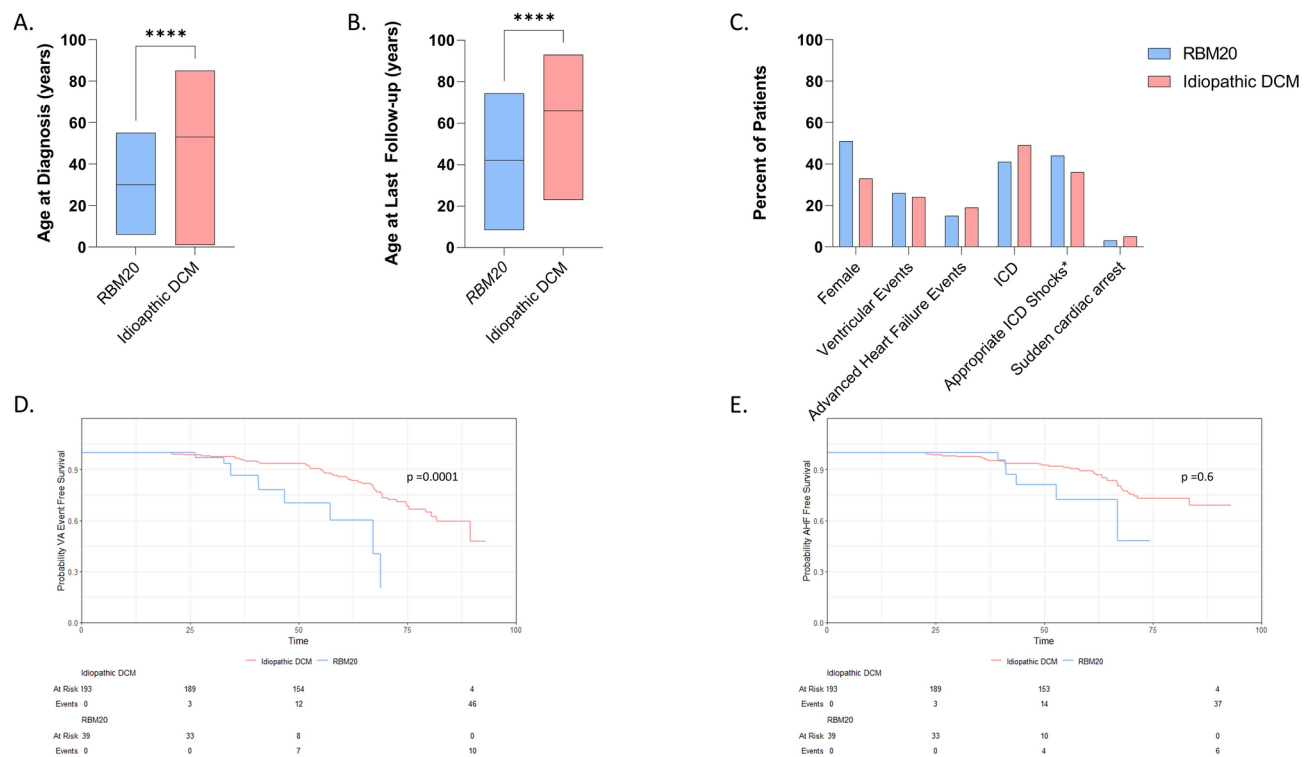 A.
****
Age at Diagnosis (years)
100
80
60
40
20
0
RBM20
Idioapthic DCM
B.
****
Age at Last Follow-up (years)
100
80
60
40
20
0
RBM20
Idiopathic DCM
C.
Percent of Patients
100
80
60
40
20
0
Female
Ventricular Events
Advanced Heart Failure Events
ICD
Appropriate ICD Shocks*
Sudden cardiac arrest
RBM20
Idiopathic DCM
D.
Probability VA Event Free Survival
0.9
0.6
0.3
0.0
p =0.0001
0 25 50 75 100
Time
Idiopathic DCM RBM20
Idiopathic DCM
At Risk 193 189 154 4
Events 0 3 12 46
RBM20
At Risk 39 33 8 0
Events 0 0 7 10
E.
Probability AHF Free Survival
0.9
0.6
0.3
0.0
p =0.6
0 25 50 75 100
Time
Idiopathic DCM RBM20
Idiopathic DCM
At Risk 193 189 153 4
Events 0 3 14 37
RBM20
At Risk 39 33 10 0
Events 0 0 4 6